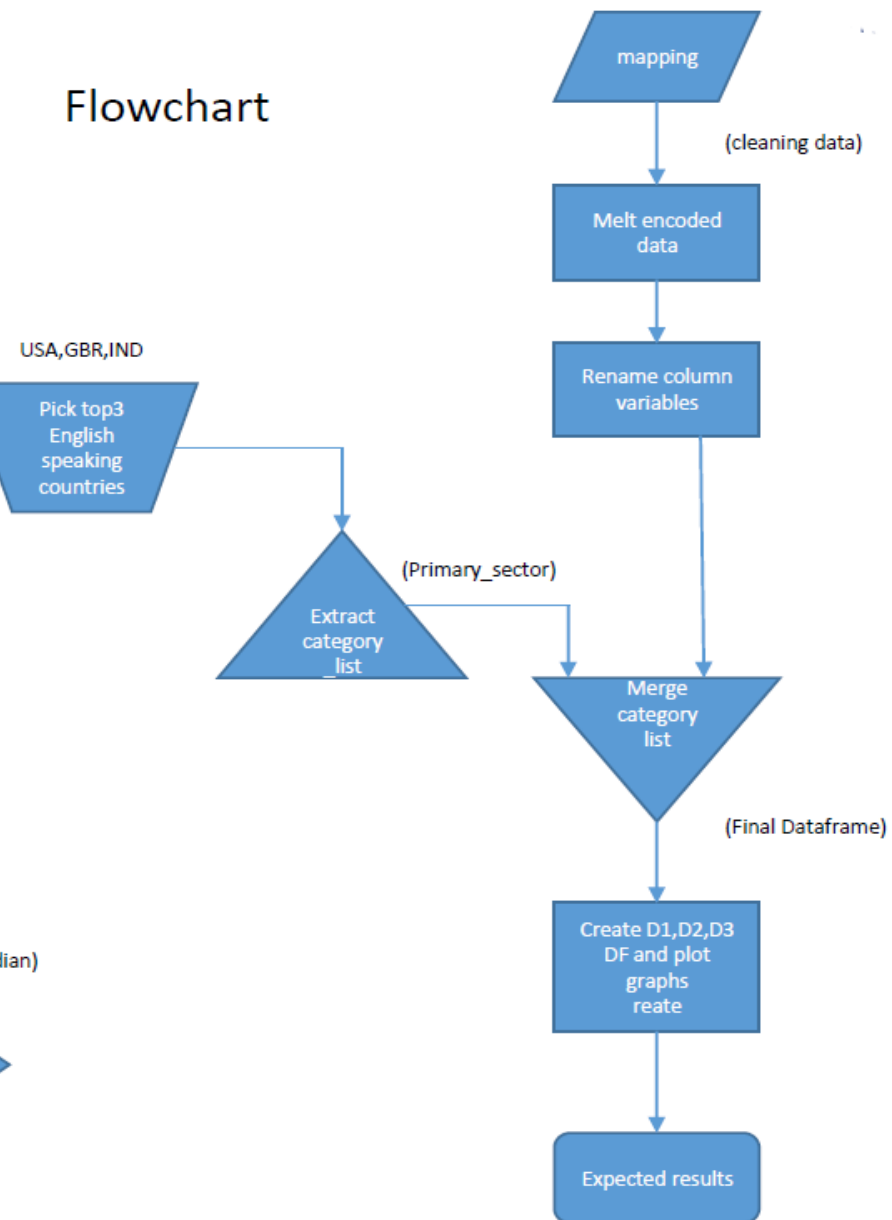 Flowchart
mapping
(cleaning data)
Melt encoded
data
Rename column
variables
USA,GBR,IND
Pick top3
English
speaking
countries
(Primary_sector)
Extract
category
_list
Merge
category
list
(Final Dataframe)
Create D1,D2,D3
DF and plot
graphs
reate
dian)
Expected results